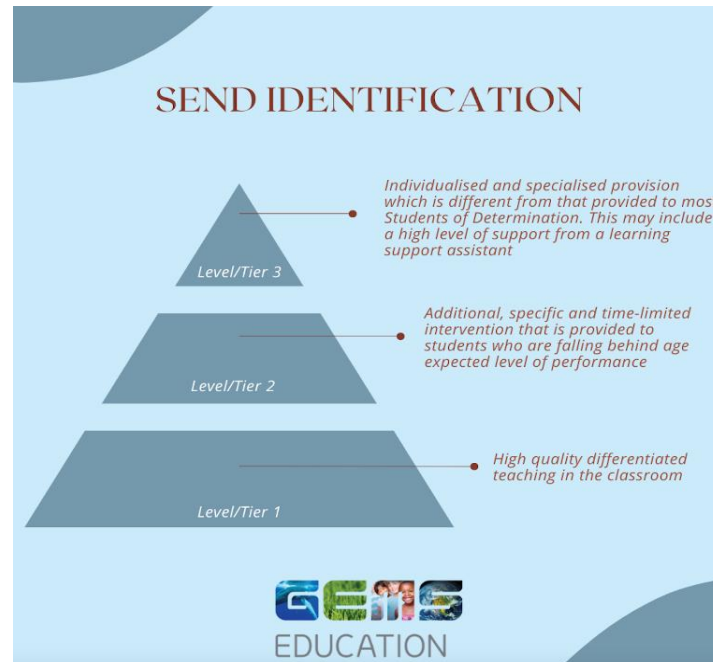 SEND IDENTIFICATION
Individualised and specialised provision
which is different from that provided to mos
Students of Determination. This may include
a high level of support from a learning
support assistant
Level/Tier 3
Additional, specific and time-limited
intervention that is provided to
students who are falling behind age
expected level of performance
Level/Tier 2
High quality differentiated
teaching in the classroom
Level/Tier 1
GEMS
EDUCATION